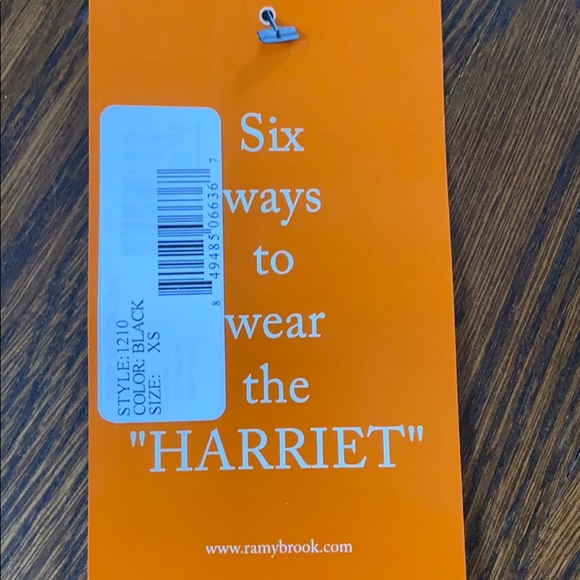 Six
ways
to
wear
the
"HARRIET"
www.ramybrook.com
STYLE:1210
COLOR: BLACK
SIZE: XS
8 49485 06636 7